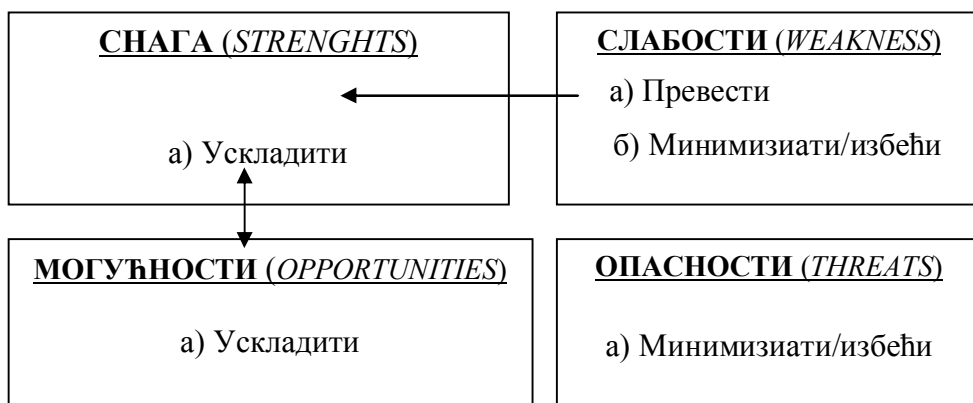 СНАГА (STRENGHTS)
а) Ускладити
СЛАБОСТИ (WEAKNESS)
а) Превести
б) Минимизиати/избећи
МОГУЋНОСТИ (OPPORTUNITIES)
а) Ускладити
ОПАСНОСТИ (THREATS)
а) Минимизиати/избећи